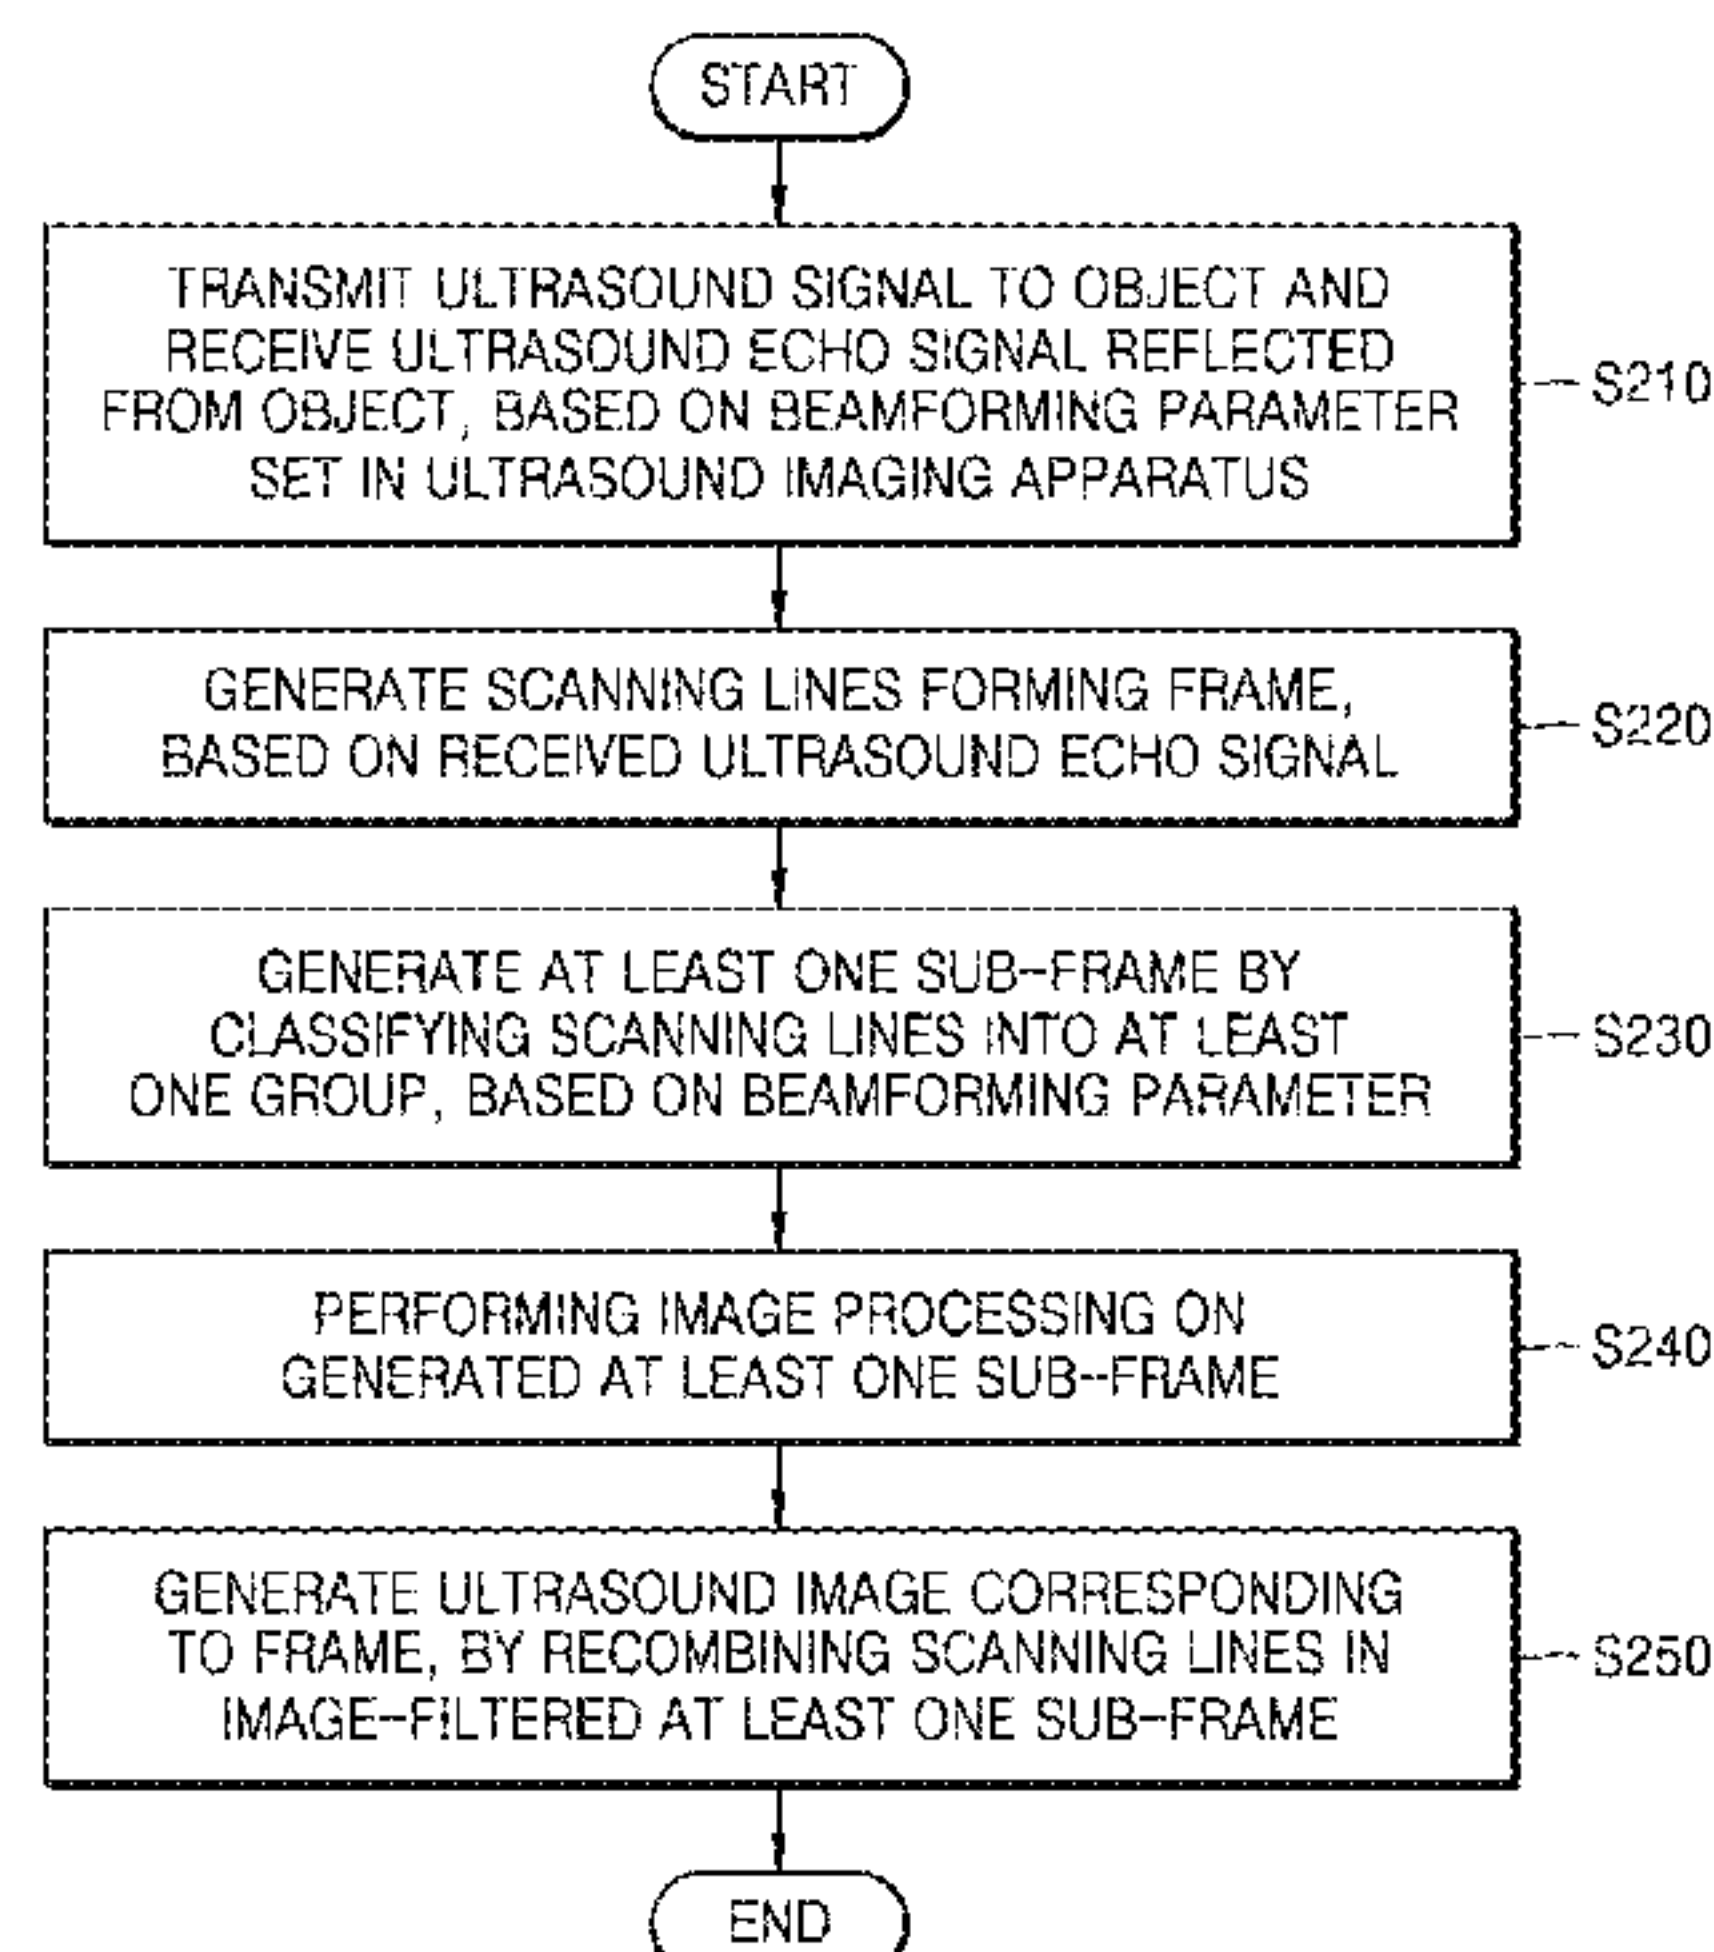 START
TRANSMIT ULTRASOUND SIGNAL TO OBJECT AND
RECEIVE ULTRASOUND ECHO SIGNAL REFLECTED
FROM OBJECT, BASED ON BEAMFORMING PARAMETER
SET IN ULTRASOUND IMAGING APPARATUS
S210
GENERATE SCANNING LINES FORMING FRAME,
BASED ON RECEIVED ULTRASOUND ECHO SIGNAL
S220
GENERATE AT LEAST ONE SUB-FRAME BY
CLASSIFYING SCANNING LINES INTO AT LEAST
ONE GROUP, BASED ON BEAMFORMING PARAMETER
S230
PERFORMING IMAGE PROCESSING ON
GENERATED AT LEAST ONE SUB-FRAME
S240
GENERATE ULTRASOUND IMAGE CORRESPONDING
TO FRAME, BY RECOMBINING SCANNING LINES IN
IMAGE-FILTERED AT LEAST ONE SUB-FRAME
S250
END